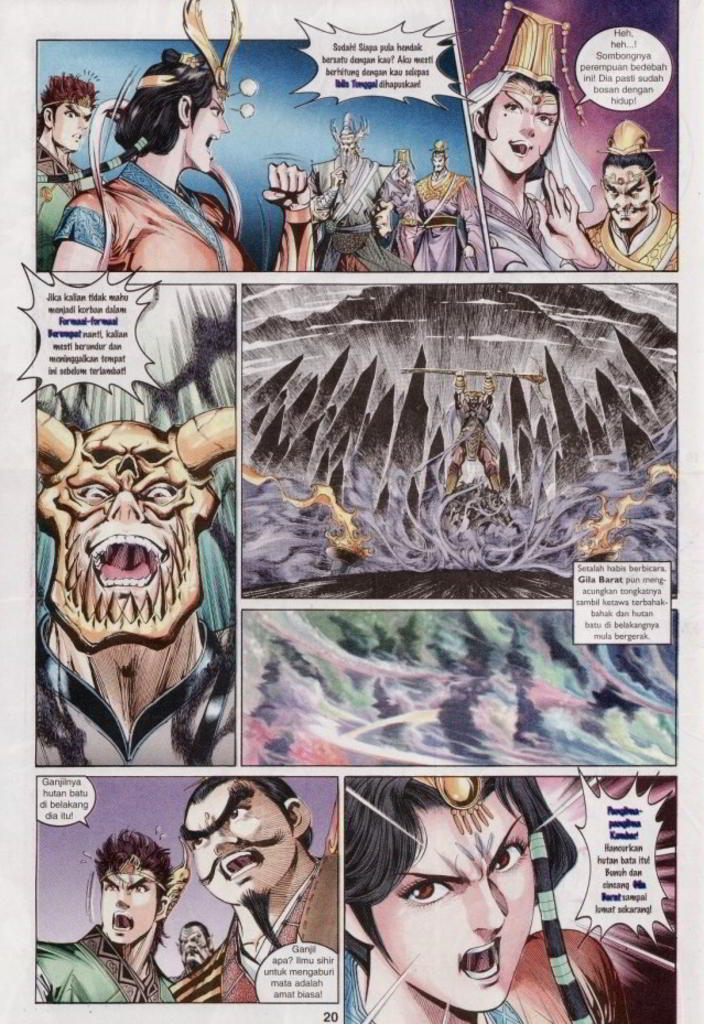 Sudah! Siapa pula hendak
bersatu dengan kau? Aku mesti
berhitung dengan kau selepas
Iblis Tunggal dihapuskan!
Heh,
heh...!
Sombongnya
perempuan bedebah
ini! Dia pasti sudah
bosan dengan
hidup!
Jika kalian tidak mahu
menjadi korban dalam
Formasi-formasi
Berempat nanti, kalian
mesti berundur dan
meninggalkan tempat
ini sebelum terlambat!
Setalah habis berbicara,
Gila Barat pun meng-
acungkan tongkatnya
sambil ketawa terbahak-
bahak dan hutan
batu di belakangnya
mula bergerak.
Ganjilnya
hutan batu
di belakang
itu!
Ganjil
apa? Ilmu sihir
untuk mengaburi
mata adalah
amat biasa!
Panglima-
panglima
Kembar!
Hancurkan
hutan bata itu!
Bunuh dan
cincang Gila
Barat sampai
lumat sekarang!
20